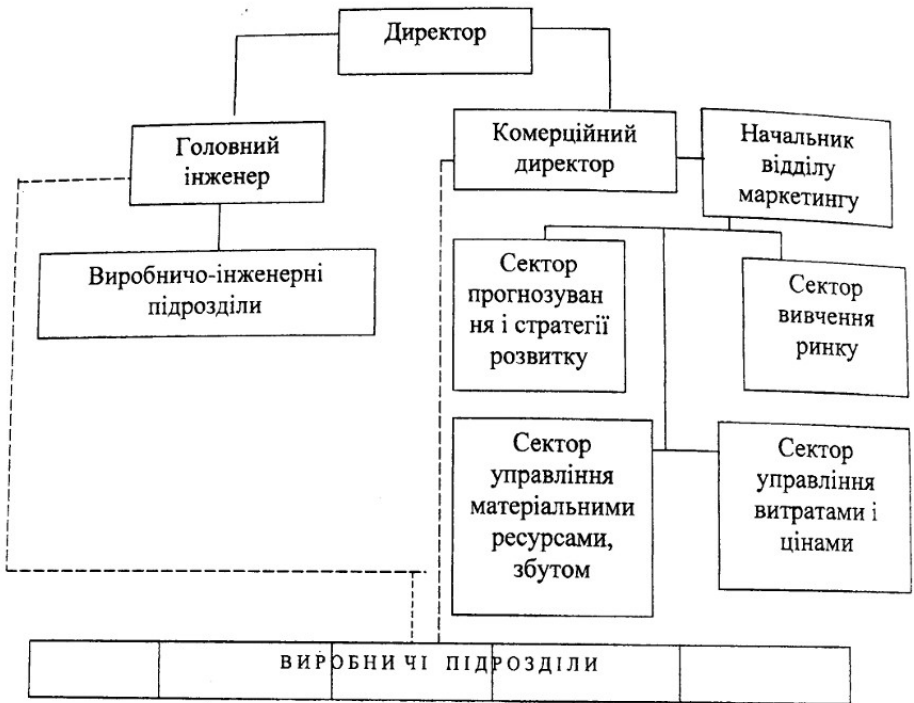 Директор
Головний
інженер
Комерційний
директор
Начальник
відділу
маркетингу
Виробничо-інженерні
підрозділи
Сектор
прогнозуван
ня і стратегії
розвитку
Сектор
вивчення
ринку
Сектор
управління
матеріальними
ресурсами,
збутом
Сектор
управління
витратами і
цінами
ВИРОБНИЧІ ПІДРОЗДІЛИ